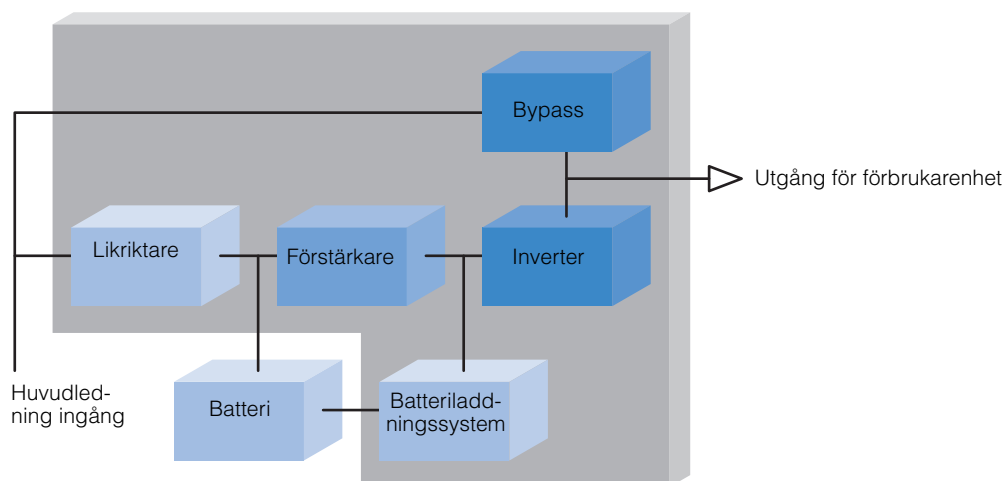 Bypass
Utgång för förbrukarenhet
Likriktare
Förstärkare
Inverter
Huvudled-
ning ingång
Batteri
Batteriladd-
ningssystem